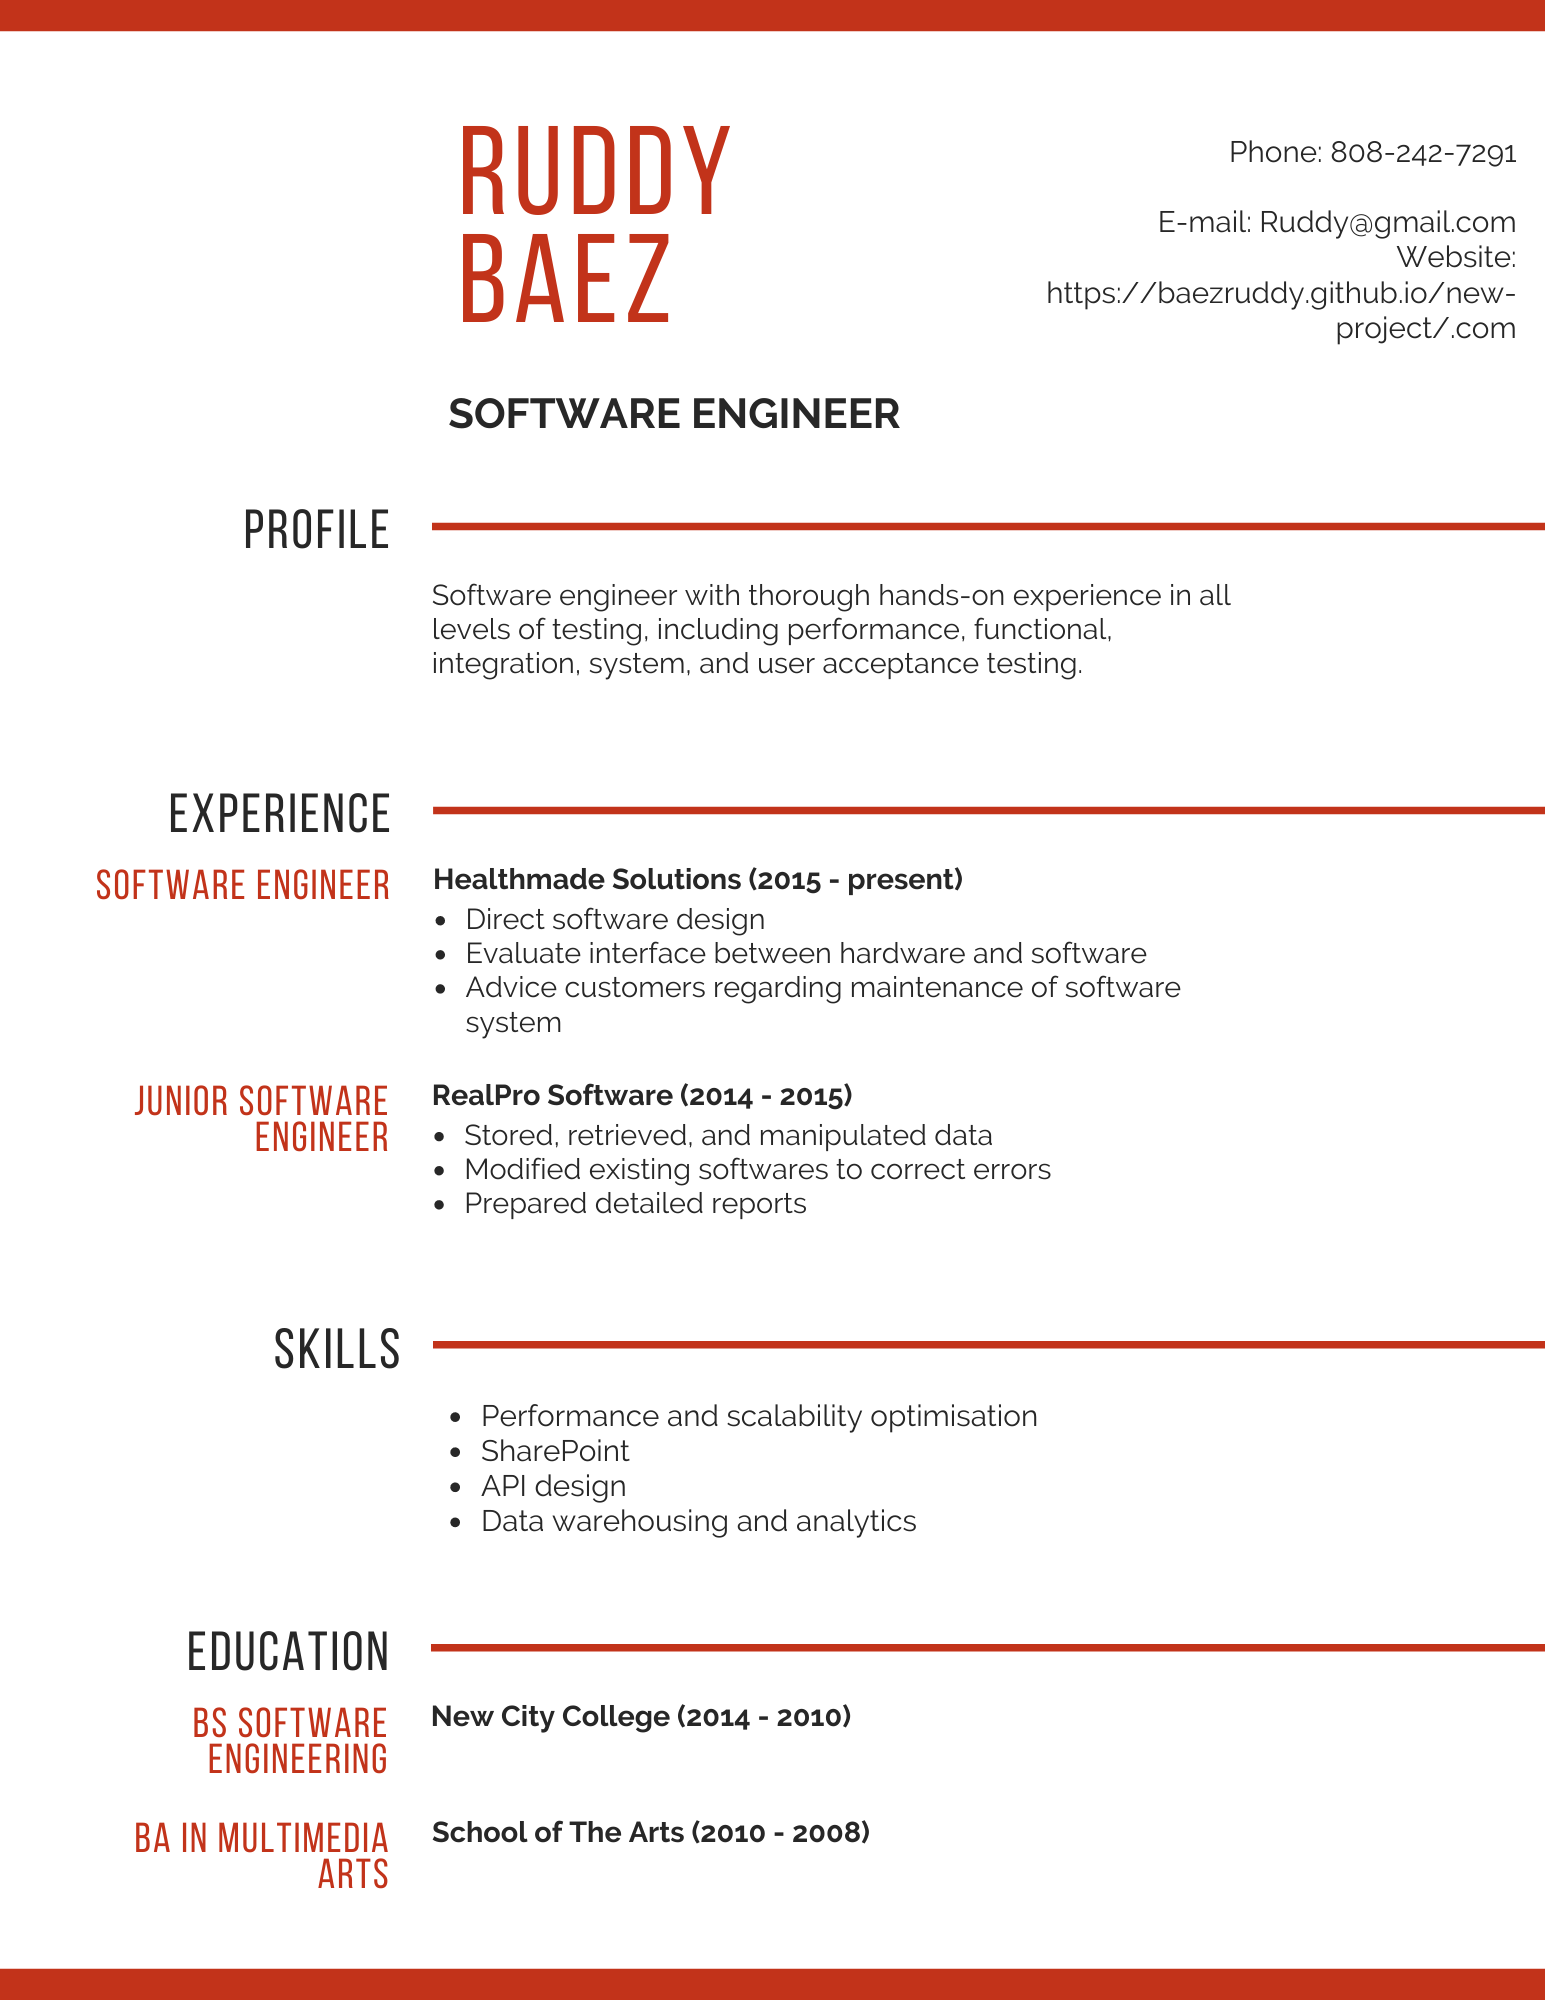 RUDDY
BAEZ
Phone: 808-242-7291
E-mail: Ruddy@gmail.com
Website:
https://baezruddy.github.io/new-
project/.com
SOFTWARE ENGINEER
PROFILE
Software engineer with thorough hands-on experience in all
levels of testing, including performance, functional,
integration, system, and user acceptance testing.
EXPERIENCE
SOFTWARE ENGINEER
Healthmade Solutions (2015 - present)
• Direct software design
• Evaluate interface between hardware and software
• Advice customers regarding maintenance of software
system
JUNIOR SOFTWARE
ENGINEER
RealPro Software (2014 - 2015)
• Stored, retrieved, and manipulated data
• Modified existing softwares to correct errors
• Prepared detailed reports
SKILLS
• Performance and scalability optimisation
• SharePoint
• API design
• Data warehousing and analytics
EDUCATION
BS SOFTWARE
ENGINEERING
New City College (2014 - 2010)
BA IN MULTIMEDIA
ARTS
School of The Arts (2010 - 2008)